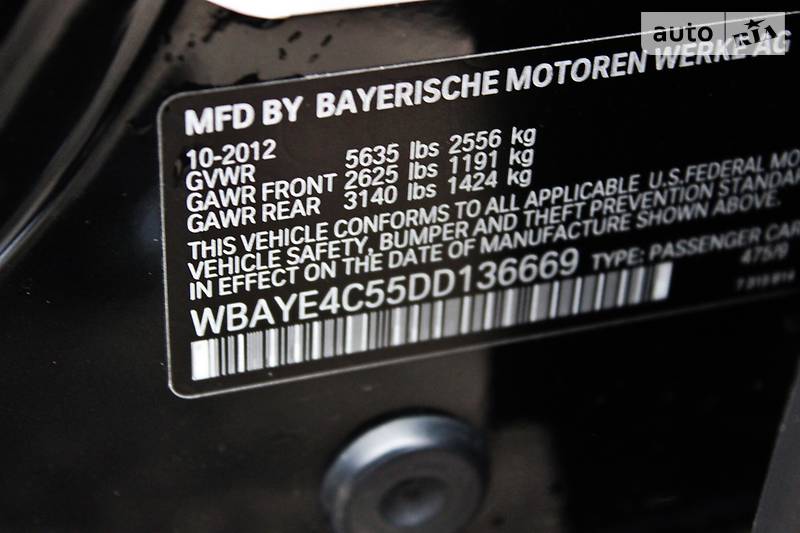 auto RIA
MFD BY BAYERISCHE MOTOREN WERKE AG
10-2012
GVWR 5635 lbs 2556 kg
GAWR FRONT 2625 lbs 1191 kg
GAWR REAR 3140 lbs 1424 kg
THIS VEHICLE CONFORMS TO ALL APPLICABLE U.S.FEDERAL MO
VEHICLE SAFETY, BUMPER AND THEFT PREVENTION STANDA
IN EFFECT ON THE DATE OF MANUFACTURE SHOWN ABOVE.
WBAYE4C55DD136669 TYPE: PASSENGER CAR
475/9